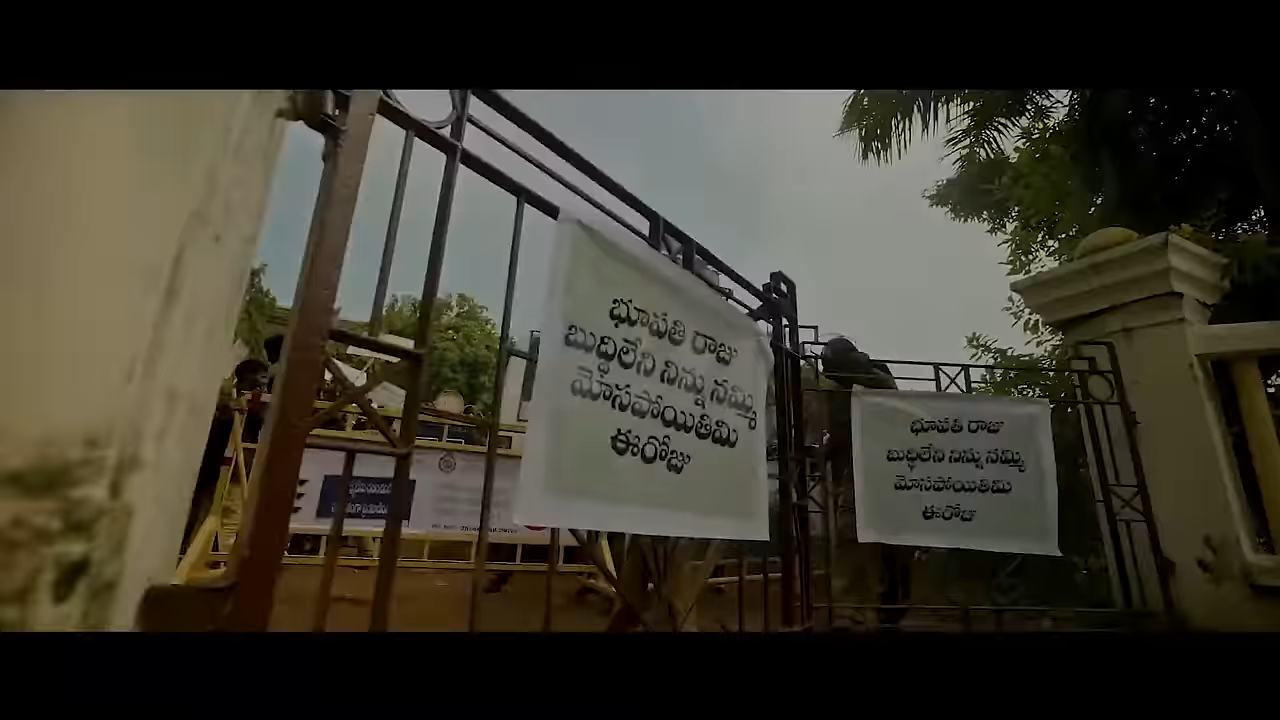 భూపతి రాజు
బుద్ధిలేని నిన్ను నమ్మి
మోసపోయితిమి
ఈరోజు
భూపతి రాజు
బుద్ధిలేని నిన్ను నమ్మి
మోసపోయితిమి
ఈరోజు